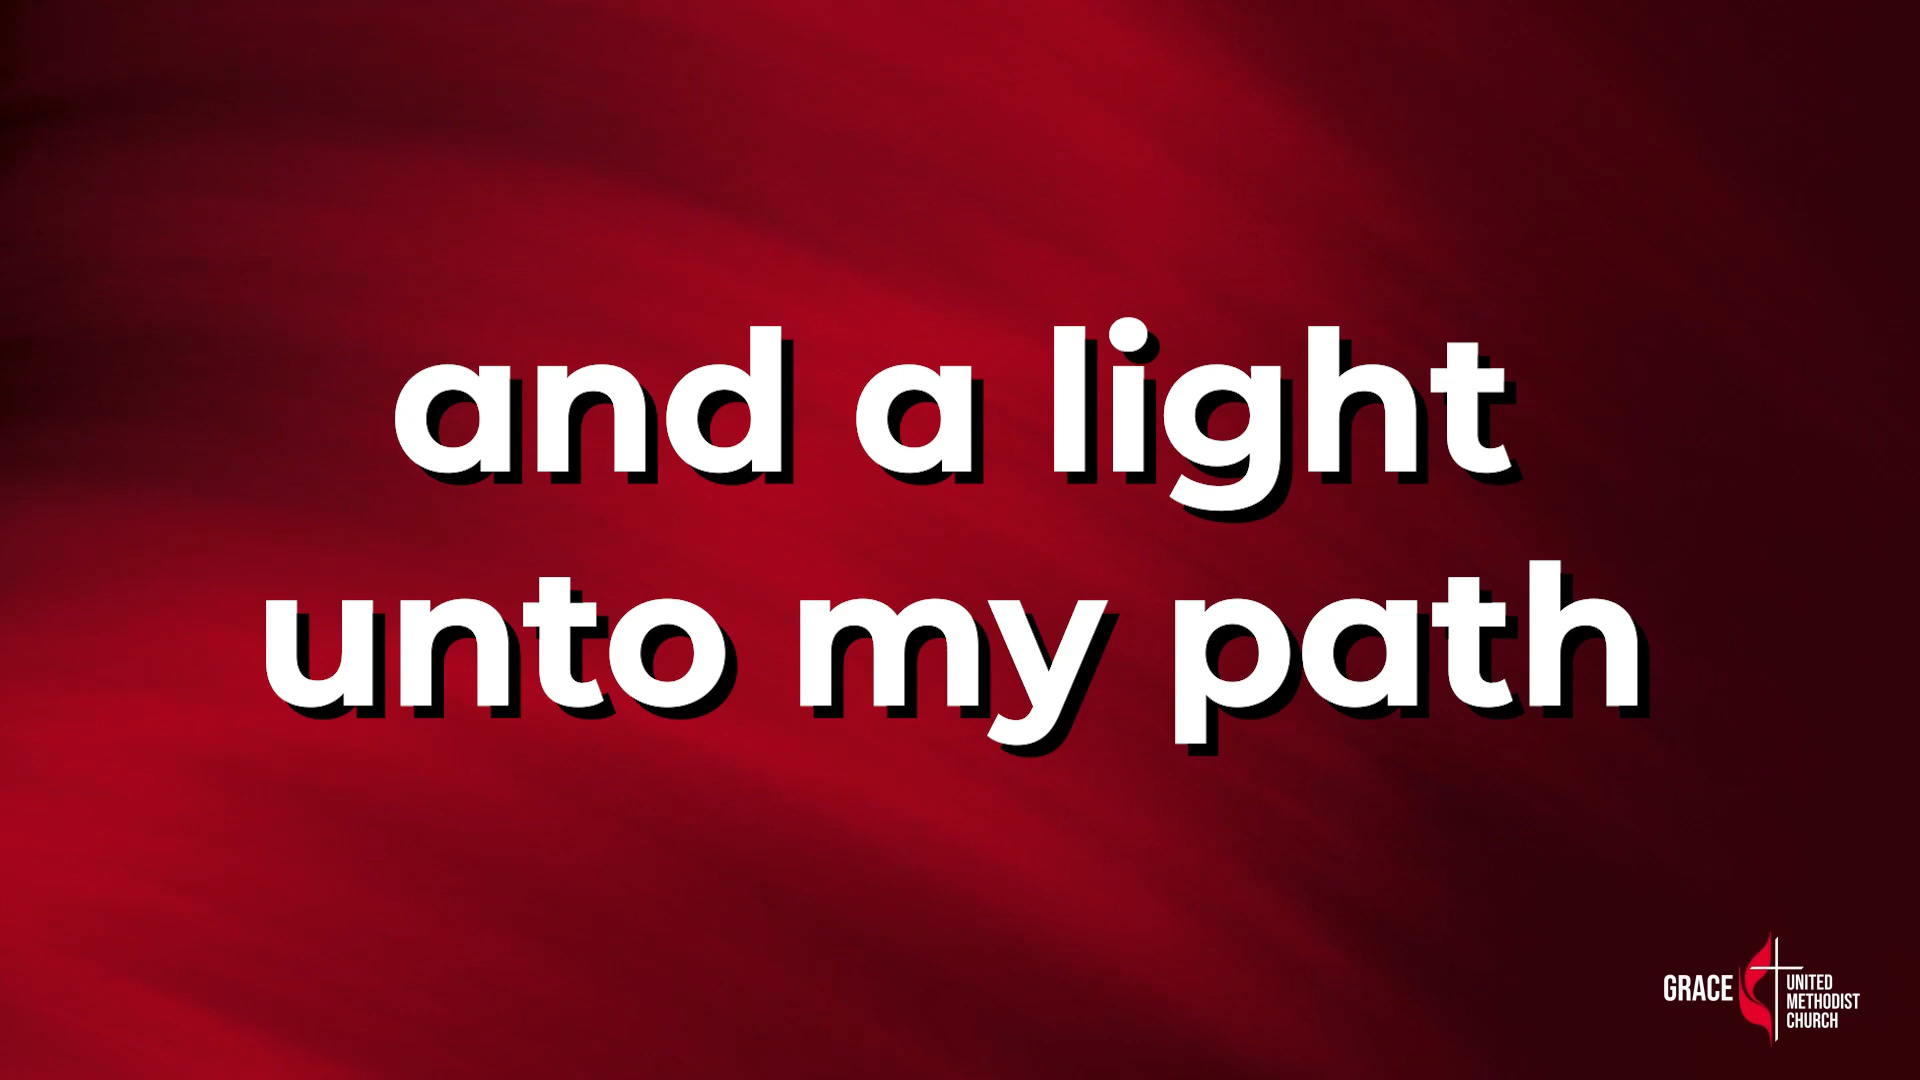 and a light
unto my path
GRACE
UNITED
METHODIST
CHURCH